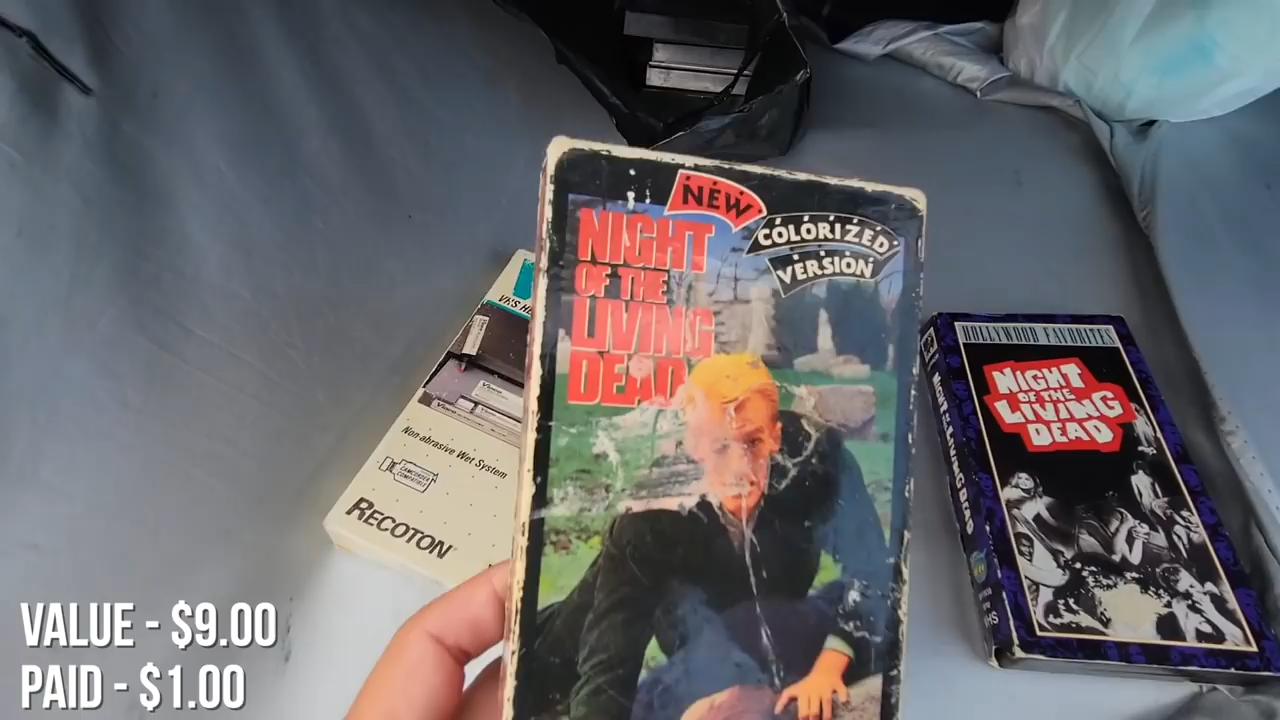 NEW
COLORIZED
VERSION
NIGHT
OF THE
LIVING
DEAD
Non-abrasive Wet System
CAMCORDER
COMPATIBLE
RECOTON
HOLLYWOOD FAVORITES
NIGHT
OF THE
LIVING
DEAD
NIGHT OF THE LIVING DEAD
VHS
VALUE - $9.00
PAID - $1.00